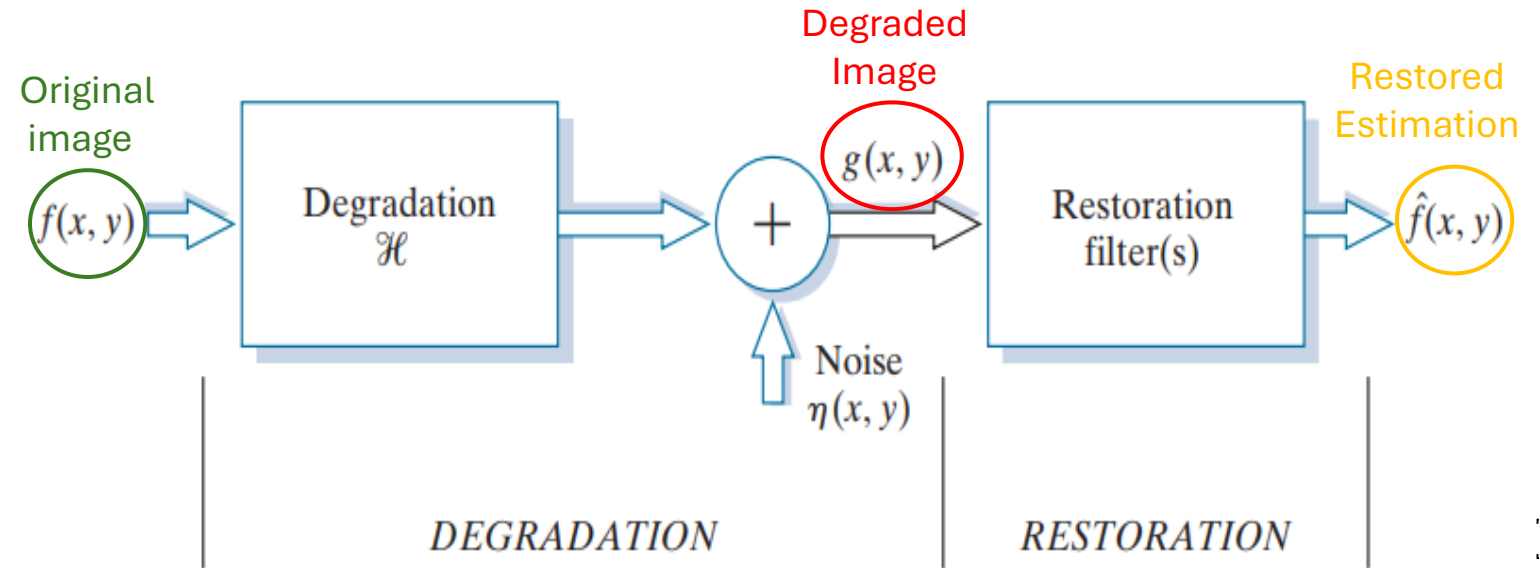 Original
image
f(x, y)
Degradation
ℋ
+
Noise
η(x, y)
Degraded
Image
g(x, y)
Restoration
filter(s)
Restored
Estimation
f̂(x, y)
DEGRADATION
RESTORATION